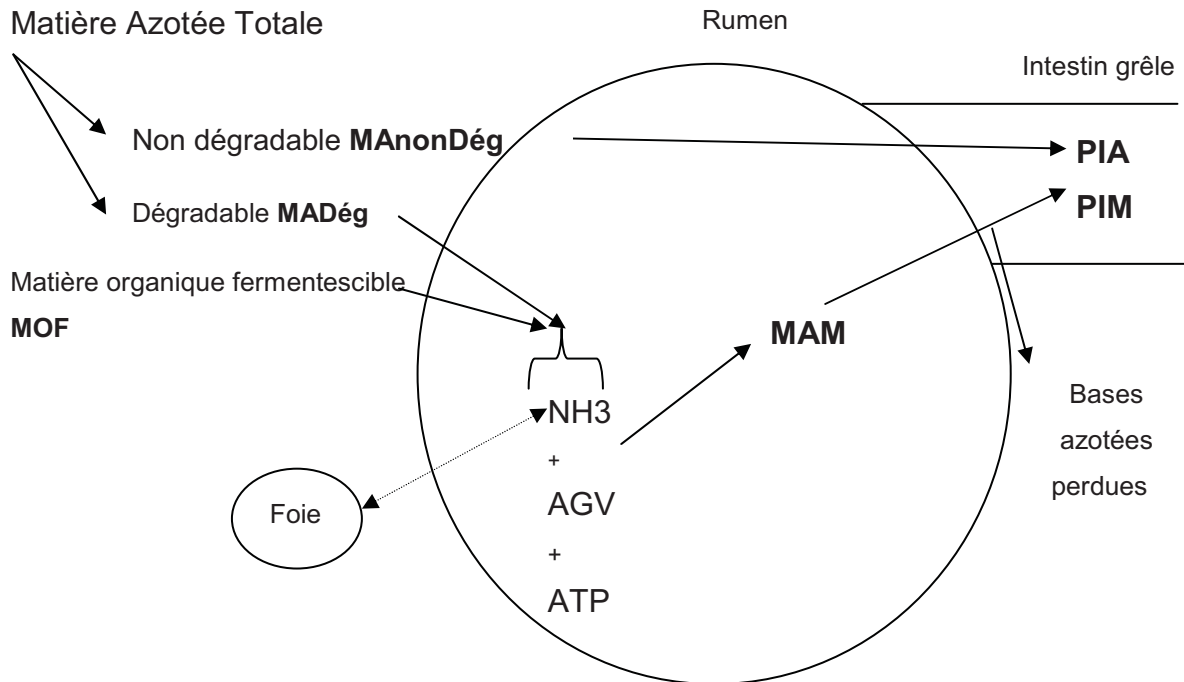 Matière Azotée Totale
Rumen
Intestin grêle
Non dégradable MAnonDég
PIA
Dégradable MADég
PIM
Matière organique fermentescible
MOF
MAM
NH3
+
AGV
+
ATP
Foie
Bases
azotées
perdues